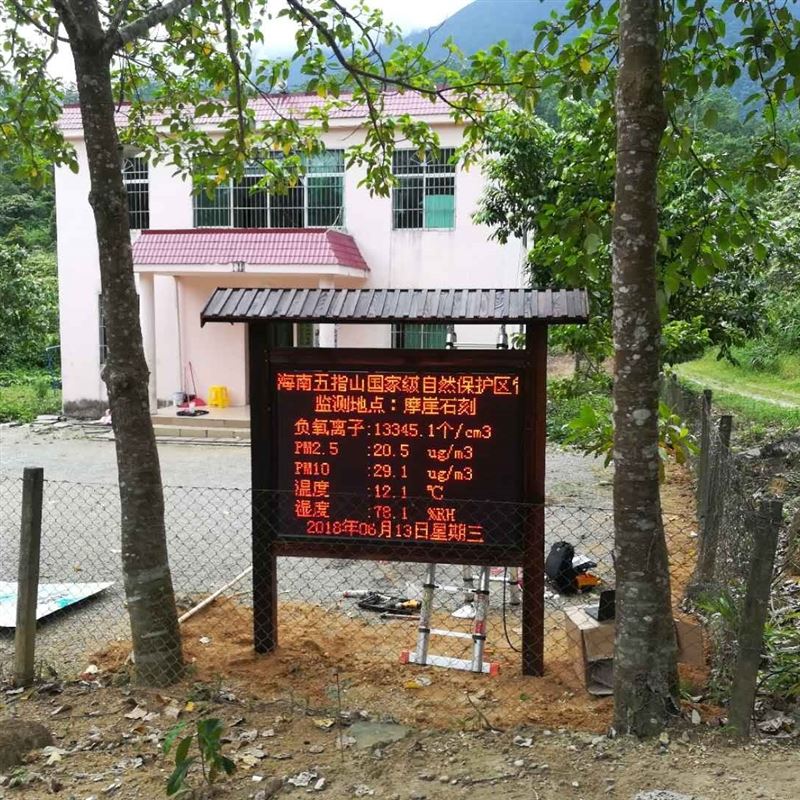 海南五指山国家级自然保护区
监测地点：摩崖石刻
负氧离子:13345.1个/cm3
PM2.5 :20.5 ug/m3
PM10 :29.1 ug/m3
温度 :12.1 ℃
湿度 :78.1 %RH
2018年06月13日星期三